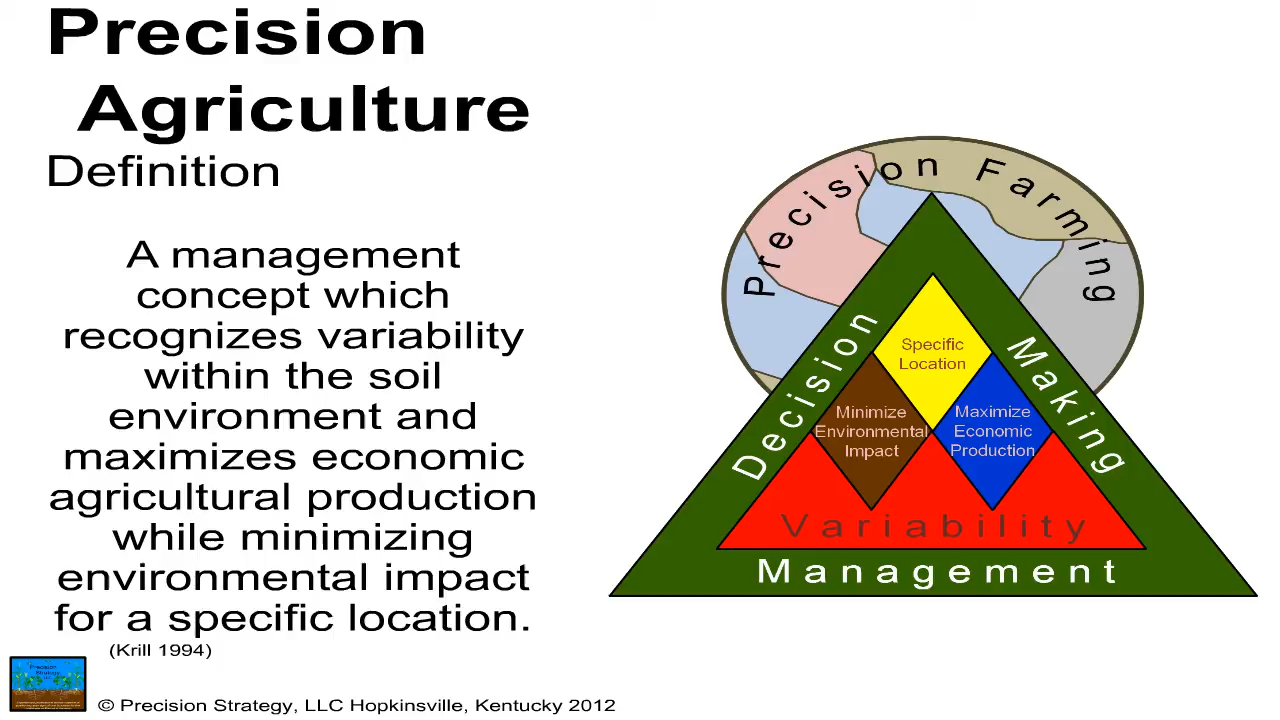 Precision
Agriculture
Definition
A management
concept which
recognizes variability
within the soil
environment and
maximizes economic
agricultural production
while minimizing
environmental impact
for a specific location.
(Krill 1994)
Precision Farming
Decision
Making
Specific
Location
Minimize
Environmental
Impact
Maximize
Economic
Production
Variability
Management
Precision
Strategy
© Precision Strategy, LLC Hopkinsville, Kentucky 2012